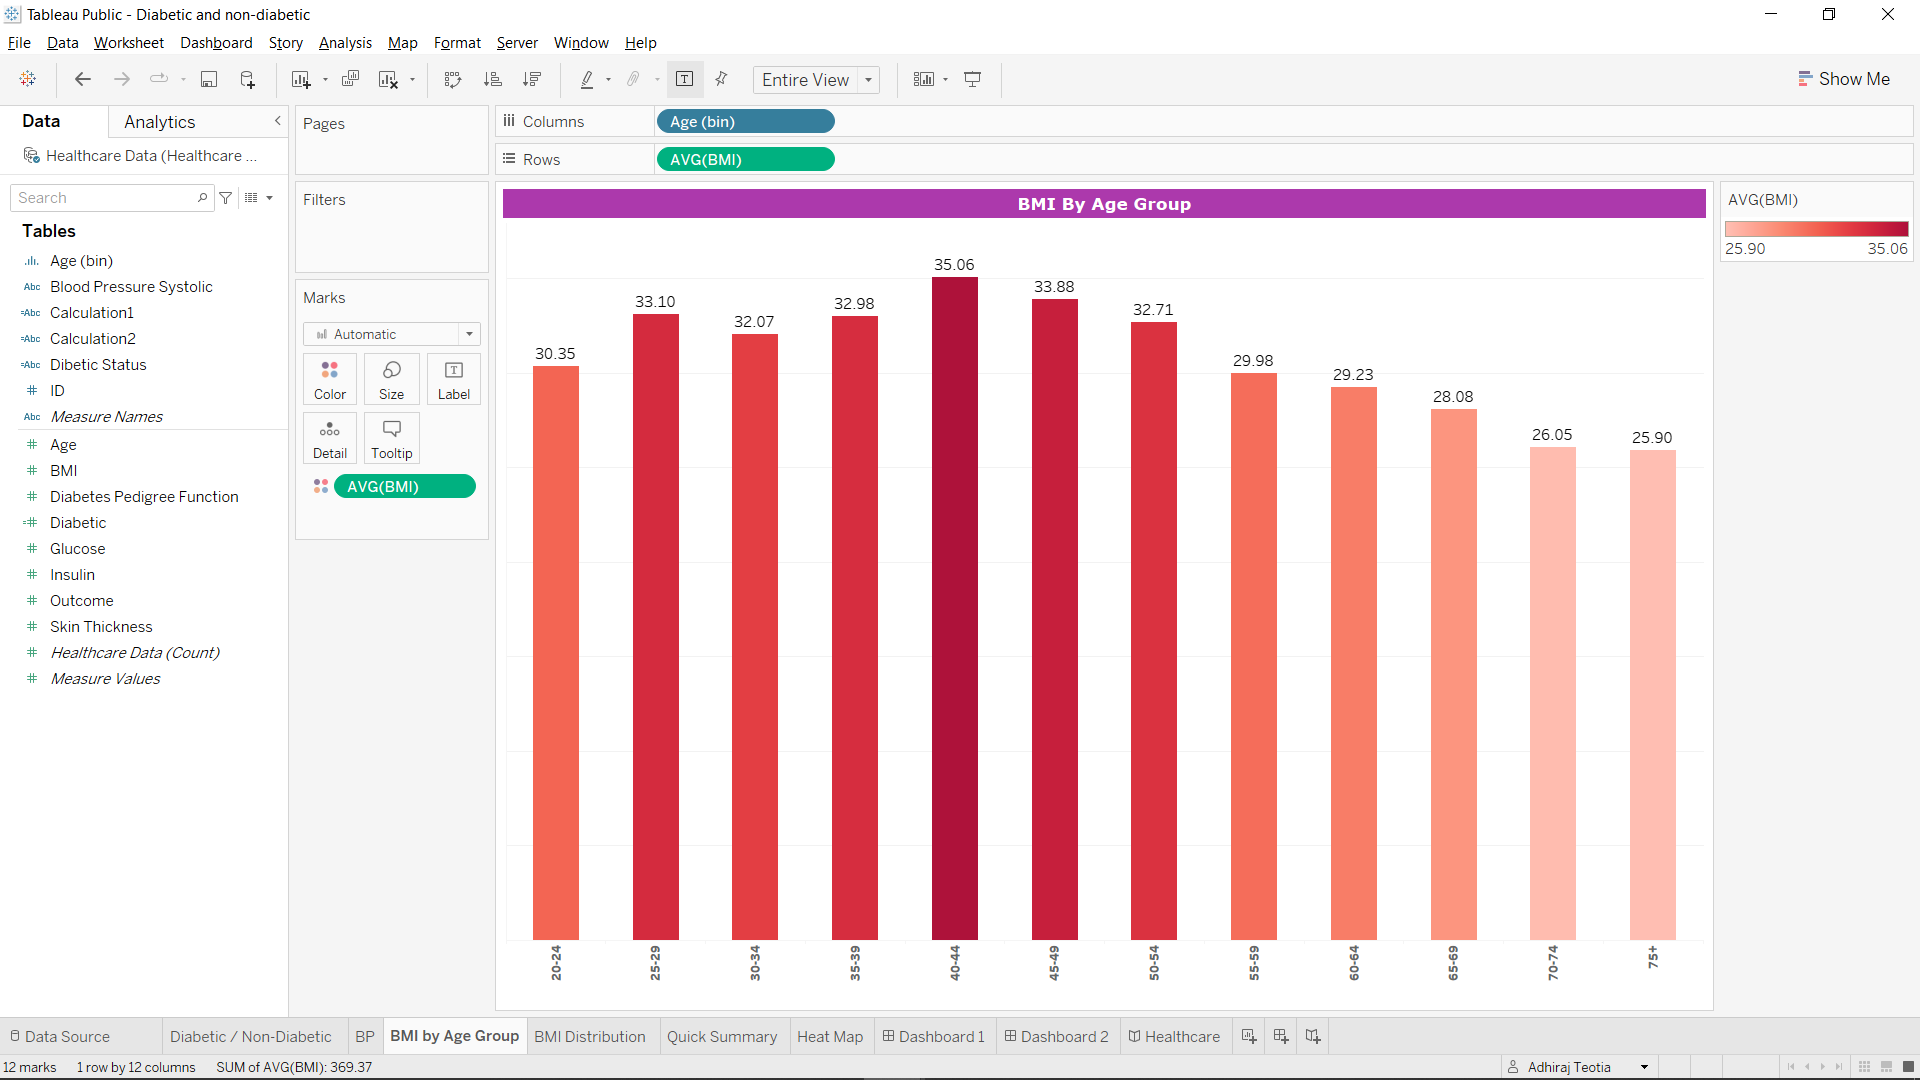 Tableau Public - Diabetic and non-diabetic
File Data Worksheet Dashboard Story Analysis Map Format Server Window Help
Entire View
Show Me
Data Analytics
Healthcare Data (Healthcare ...
Search
Tables
Age (bin)
Abc Blood Pressure Systolic
=Abc Calculation1
=Abc Calculation2
=Abc Dibetic Status
# ID
Abc Measure Names
# Age
# BMI
# Diabetes Pedigree Function
=# Diabetic
# Glucose
# Insulin
# Outcome
# Skin Thickness
# Healthcare Data (Count)
# Measure Values
Pages
Filters
Marks
Automatic
Color Size Label
Detail Tooltip
AVG(BMI)
Columns Age (bin)
Rows AVG(BMI)
BMI By Age Group
30.35
33.10
32.07
32.98
35.06
33.88
32.71
29.98
29.23
28.08
26.05
25.90
20-24
25-29
30-34
35-39
40-44
45-49
50-54
55-59
60-64
65-69
70-74
75+
AVG(BMI)
25.90 35.06
Data Source Diabetic / Non-Diabetic BP BMI by Age Group BMI Distribution Quick Summary Heat Map Dashboard 1 Dashboard 2 Healthcare
12 marks 1 row by 12 columns SUM of AVG(BMI): 369.37 Adhiraj Teotia